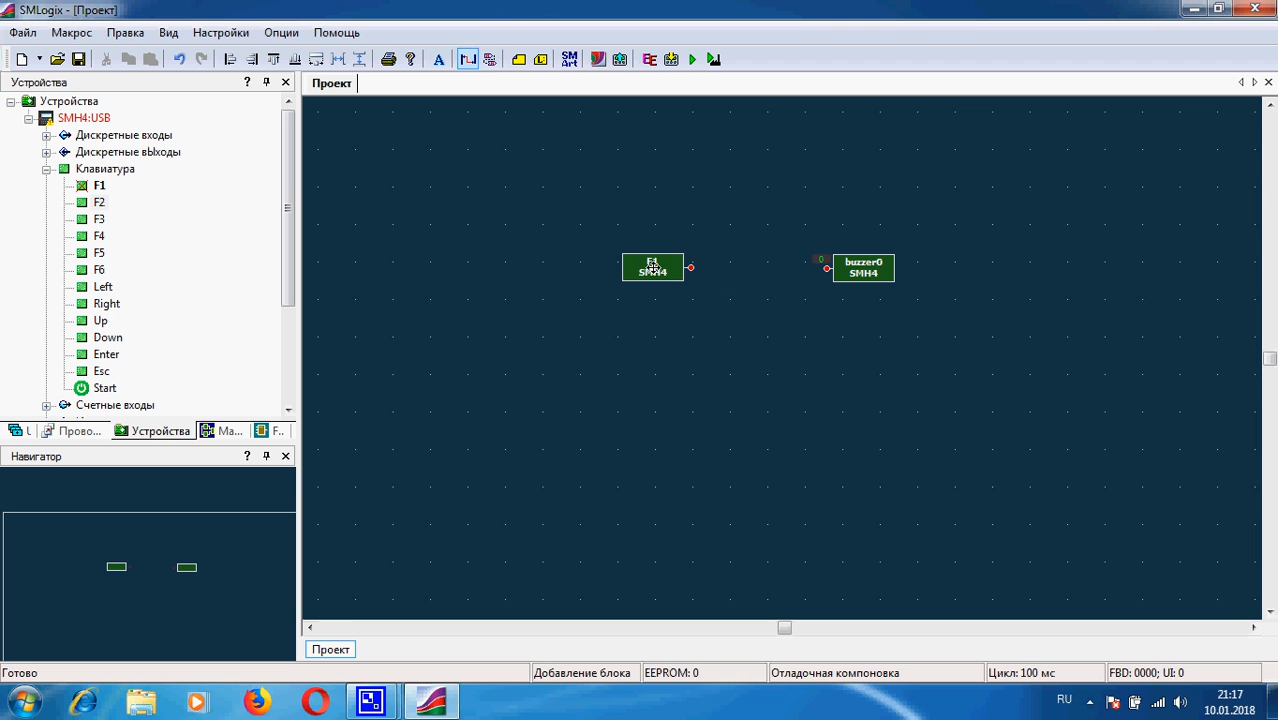 SMLogix - [Проект]
Файл Макрос Правка Вид Настройки Опции Помощь
SM Art
Устройства
Проект
Устройства
SMH4:USB
Дискретные входы
Дискретные вЫходы
Клавиатура
F1
F2
F3
F4
F5
F6
Left
Right
Up
Down
Enter
Esc
Start
Счетные входы
F1
SMH4
0
buzzer0
SMH4
Прово... Устройства Ма... F..
Навигатор
Проект
Готово Добавление блока EEPROM: 0 Отладочная компоновка Цикл: 100 мс FBD: 0000; UI: 0
RU
21:17
10.01.2018